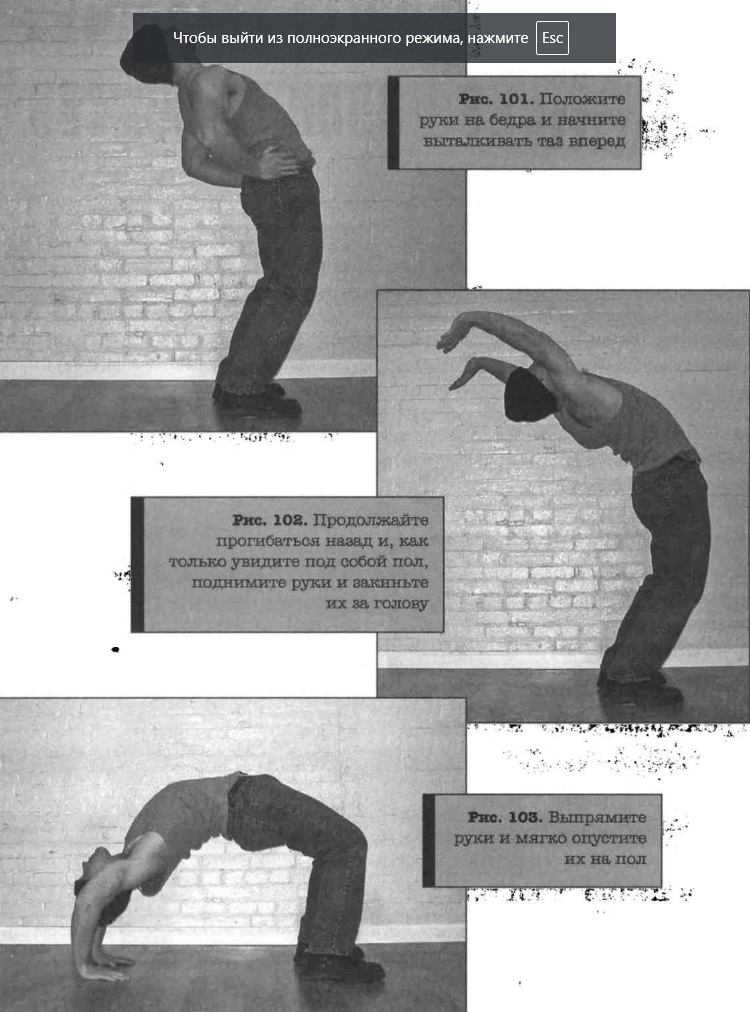 Чтобы выйти из полноэкранного режима, нажмите Esc
Рис. 101. Положите
руки на бедра и начните
выталкивать таз вперед
Рис. 102. Продолжайте
прогибаться назад и, как
только увидите под собой пол,
поднимите руки и закиньте
их за голову
Рис. 103. Выпрямите
руки и мягко опустите
их на пол